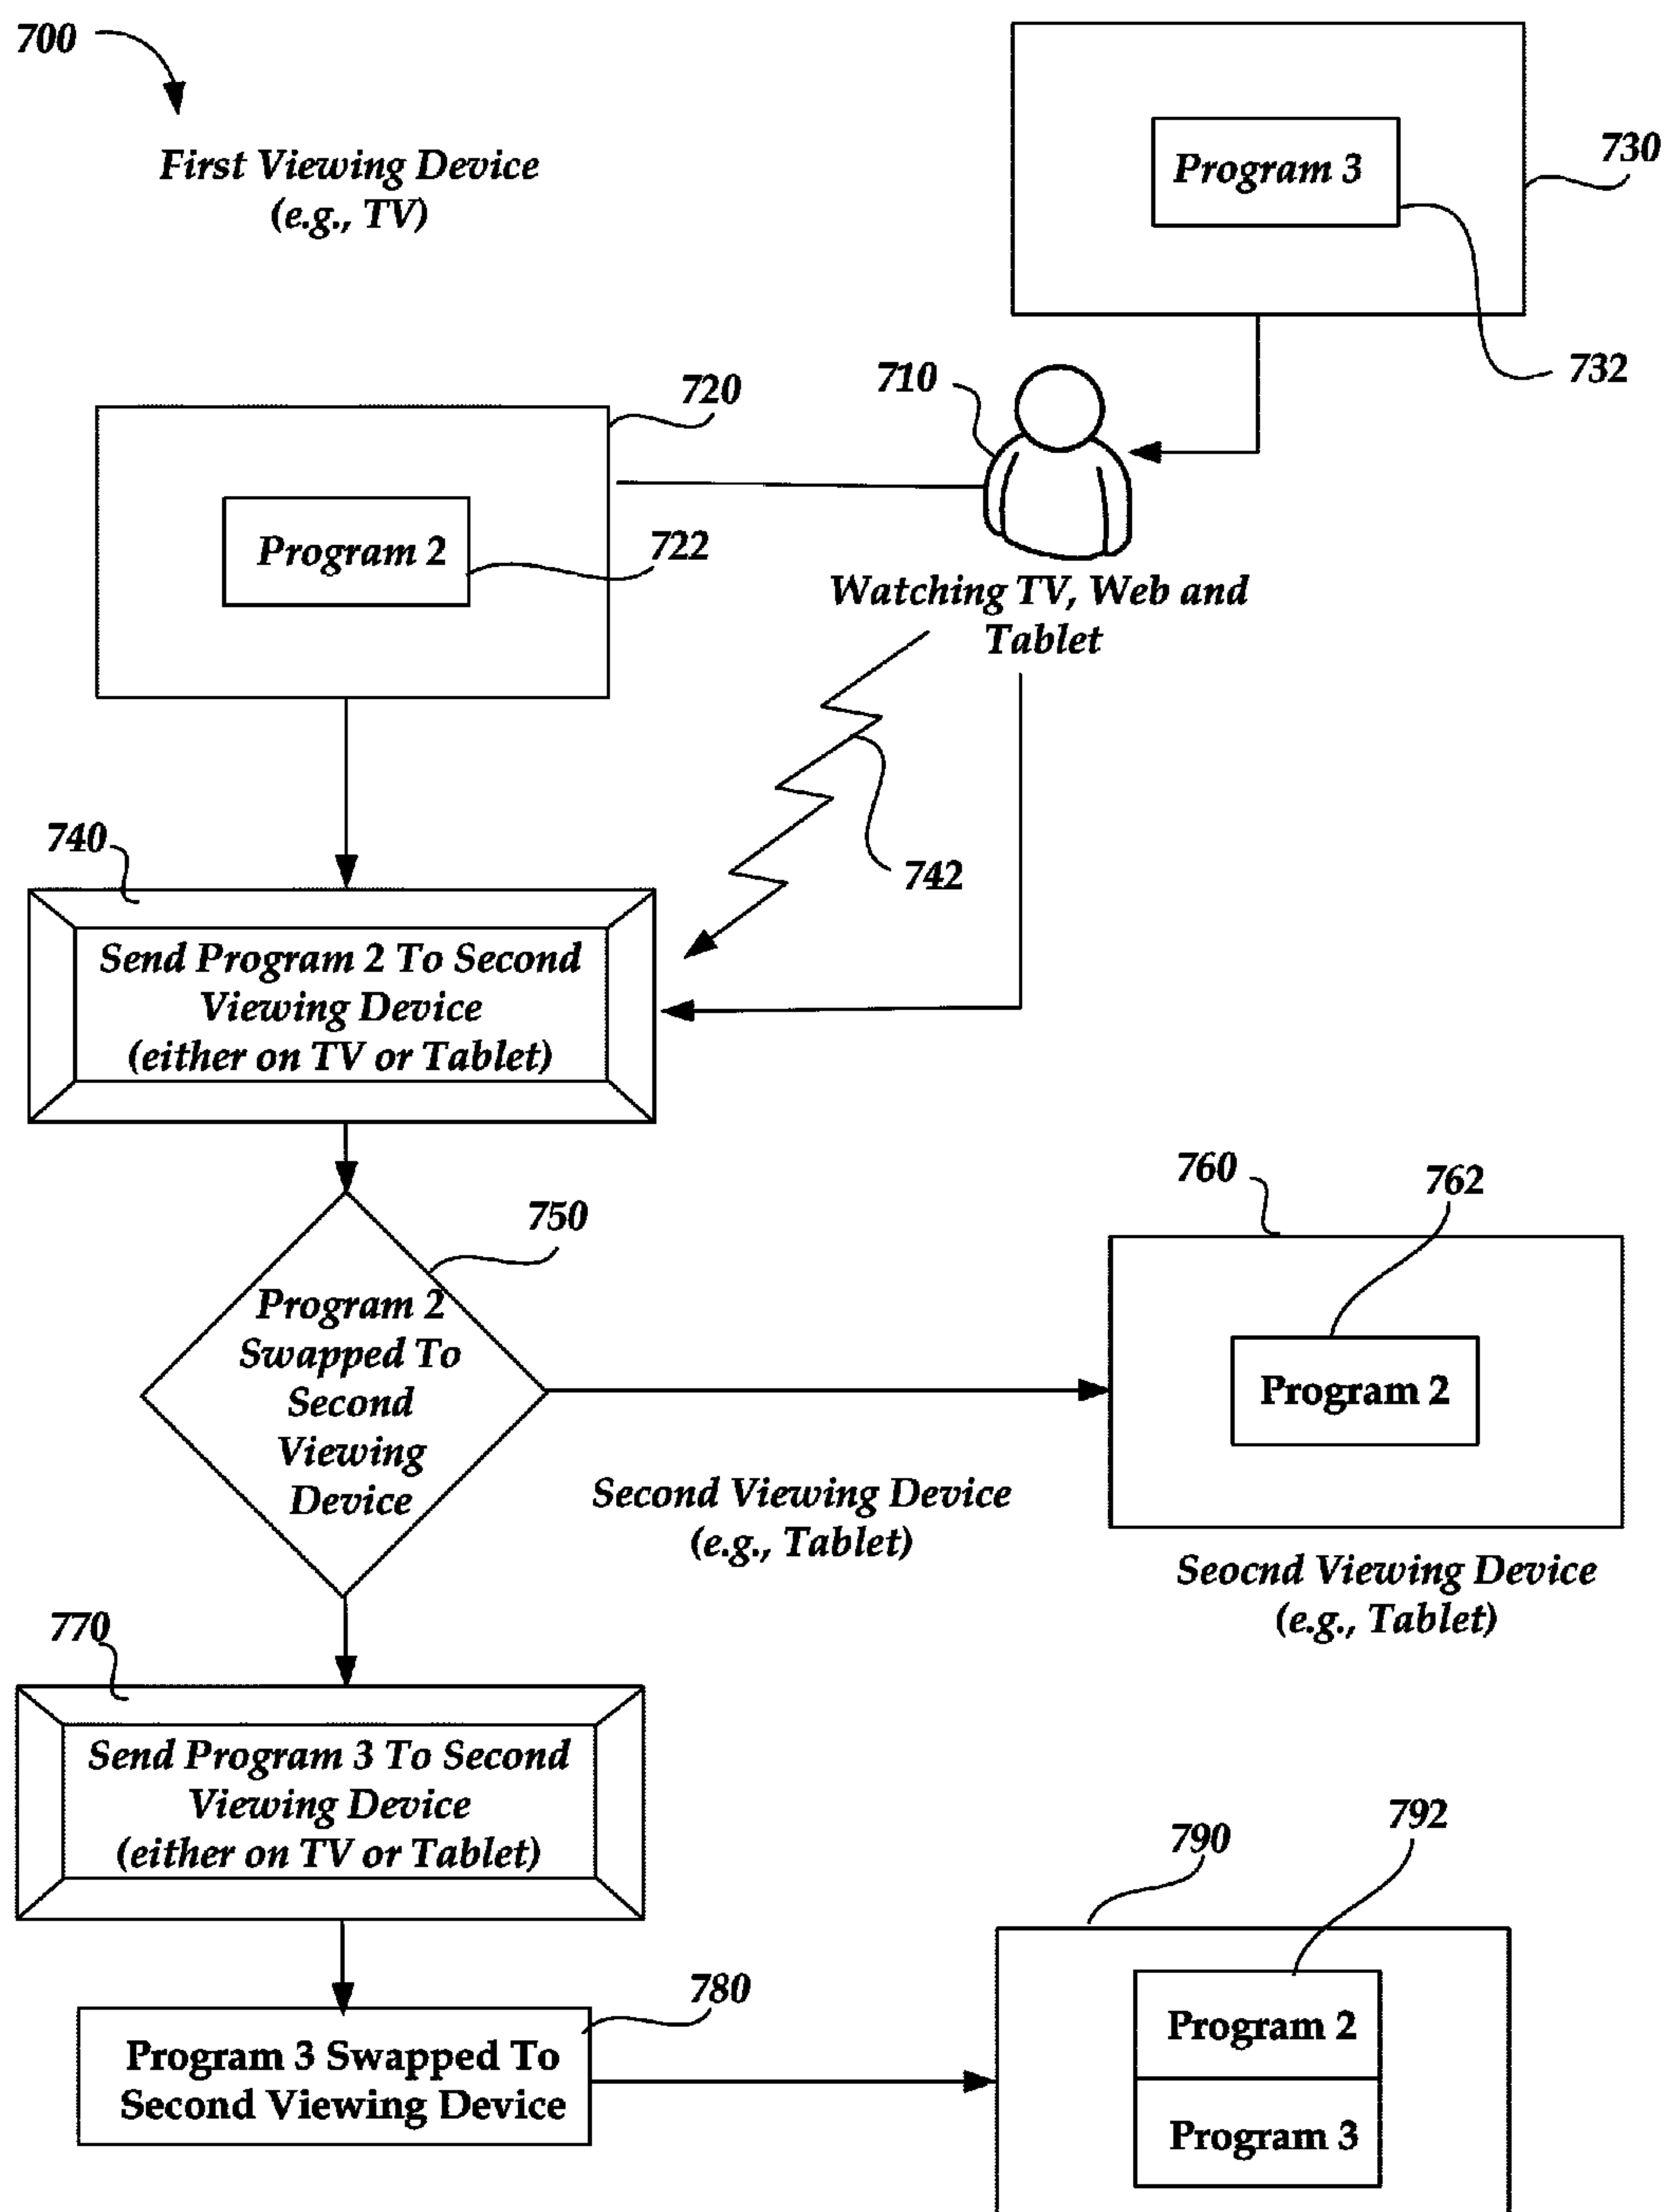 700
First Viewing Device
(e.g., TV)
Program 3
730
732
710
720
Program 2
722
Watching TV, Web and
Tablet
742
740
Send Program 2 To Second
Viewing Device
(either on TV or Tablet)
750
Program 2
Swapped To
Second
Viewing
Device
760
762
Program 2
Second Viewing Device
(e.g., Tablet)
Seocnd Viewing Device
(e.g., Tablet)
770
Send Program 3 To Second
Viewing Device
(either on TV or Tablet)
780
Program 3 Swapped To
Second Viewing Device
790
792
Program 2
Program 3